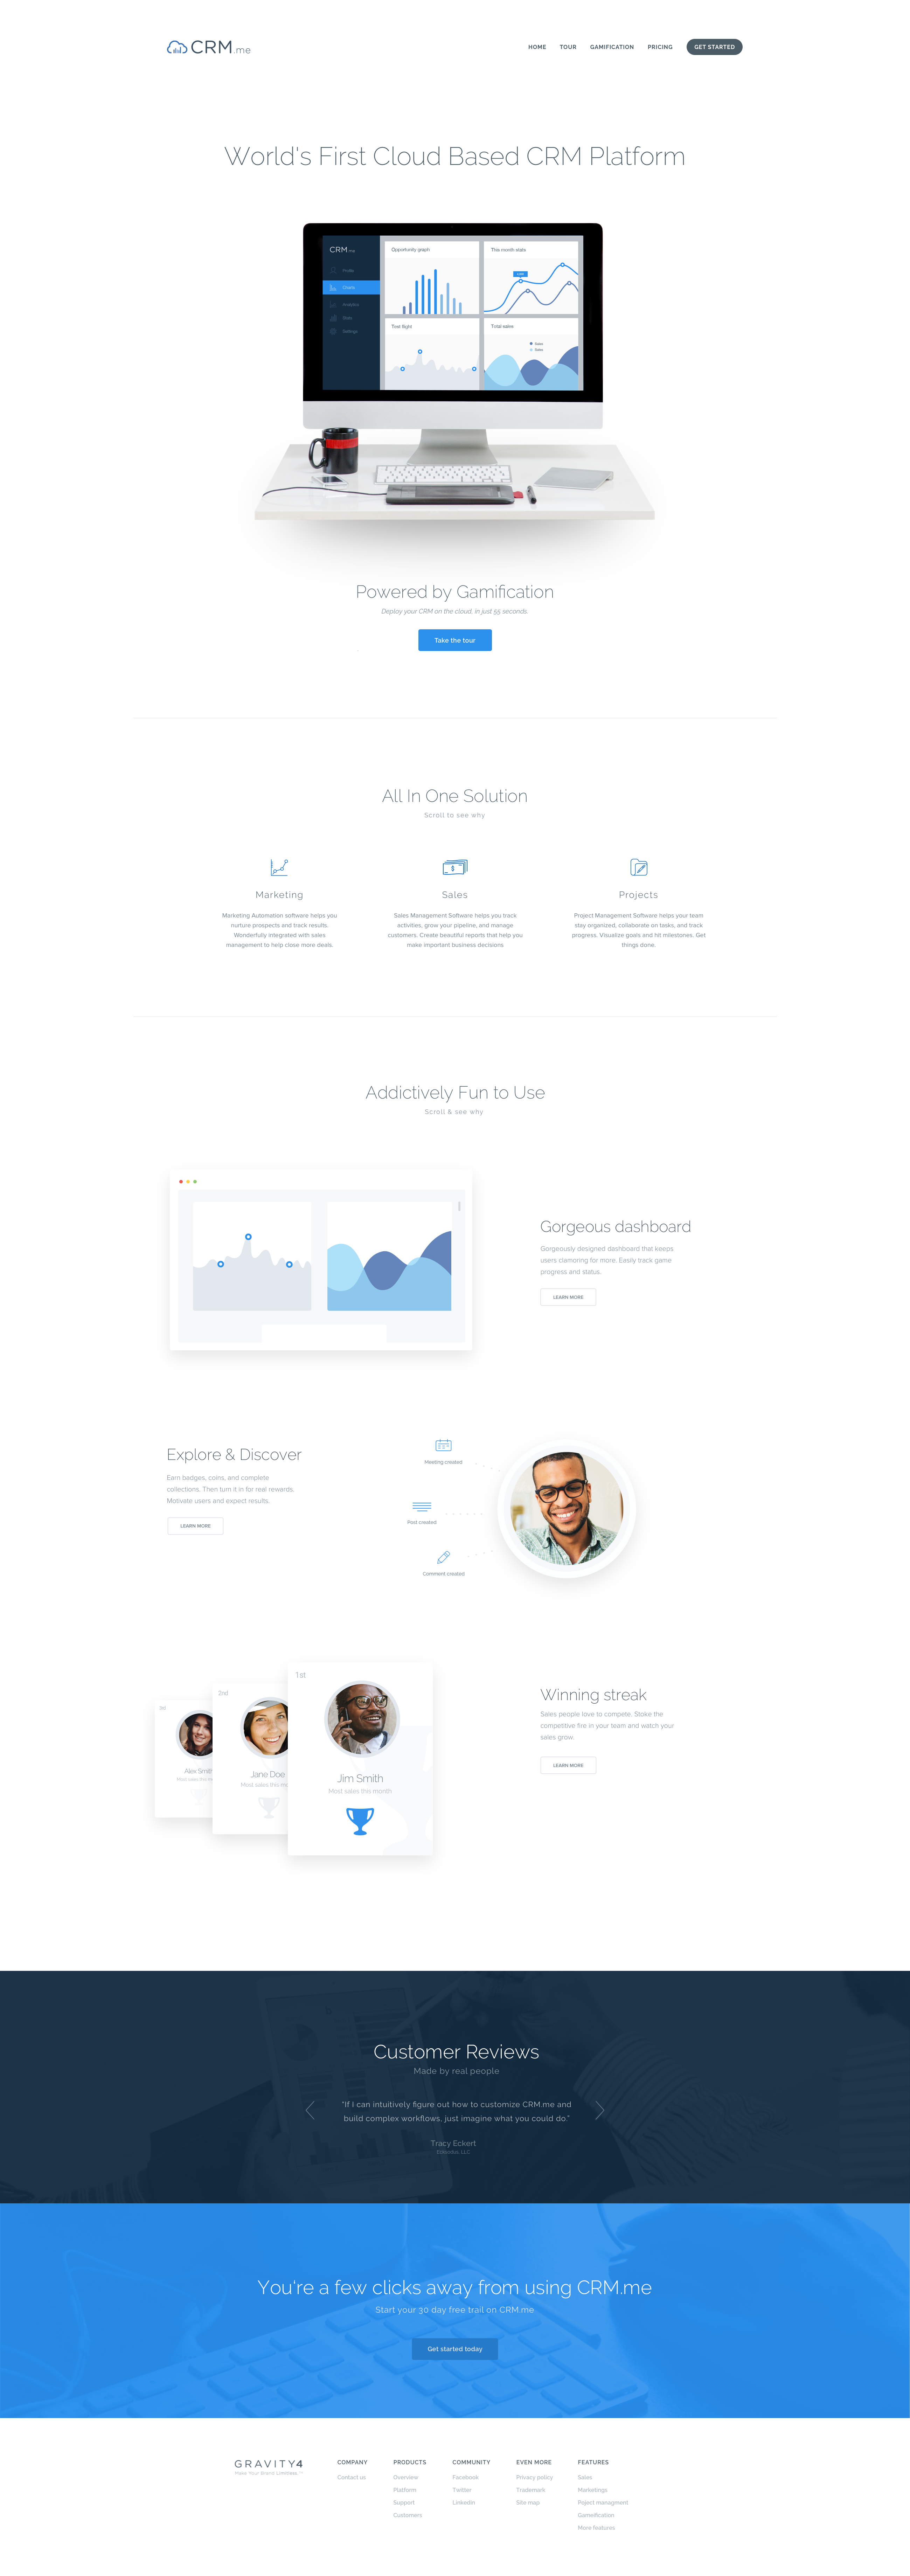 CRM.me
HOME
TOUR
GAMIFICATION
PRICING
GET STARTED
World's First Cloud Based CRM Platform
CRM.me
Profile
Charts
Analytics
Stats
Settings
Opportunity graph
This month stats
Test flight
Total sales
Sales
Sales
Powered by Gamification
Deploy your CRM on the cloud, in just 55 seconds.
Take the tour
All In One Solution
Scroll to see why
Marketing
Marketing Automation software helps you
nurture prospects and track results.
Wonderfully integrated with sales
management to help close more deals.
Sales
Sales Management Software helps you track
activities, grow your pipeline, and manage
customers. Create beautiful reports that help you
make important business decisions
Projects
Project Management Software helps your team
stay organized, collaborate on tasks, and track
progress. Visualize goals and hit milestones. Get
things done.
Addictively Fun to Use
Scroll & see why
Gorgeous dashboard
Gorgeously designed dashboard that keeps
users clamoring for more. Easily track game
progress and status.
LEARN MORE
Explore & Discover
Earn badges, coins, and complete
collections. Then turn it in for real rewards.
Motivate users and expect results.
LEARN MORE
Meeting created
Post created
Comment created
Alex Smith
Most sales this
2nd
Jane Doe
Most sales this
1st
Jim Smith
Most sales this month
Winning streak
Sales people love to compete. Stoke the
competitive fire in your team and watch your
sales grow.
LEARN MORE
Customer Reviews
Made by real people
"If I can intuitively figure out how to customize CRM.me and
build complex workflows, just imagine what you could do."
Tracy Eckert
You're a few clicks away from using CRM.me
Start your 30 day free trail on CRM.me
Get started today
GRAVITY4
Make Your Brand Limitless.™
COMPANY
Contact us
PRODUCTS
Overview
Platform
Support
Customers
COMMUNITY
Facebook
Twitter
Linkedin
EVEN MORE
Privacy policy
Trademark
Site map
FEATURES
Sales
Marketings
Poject managment
Gamoification
More features